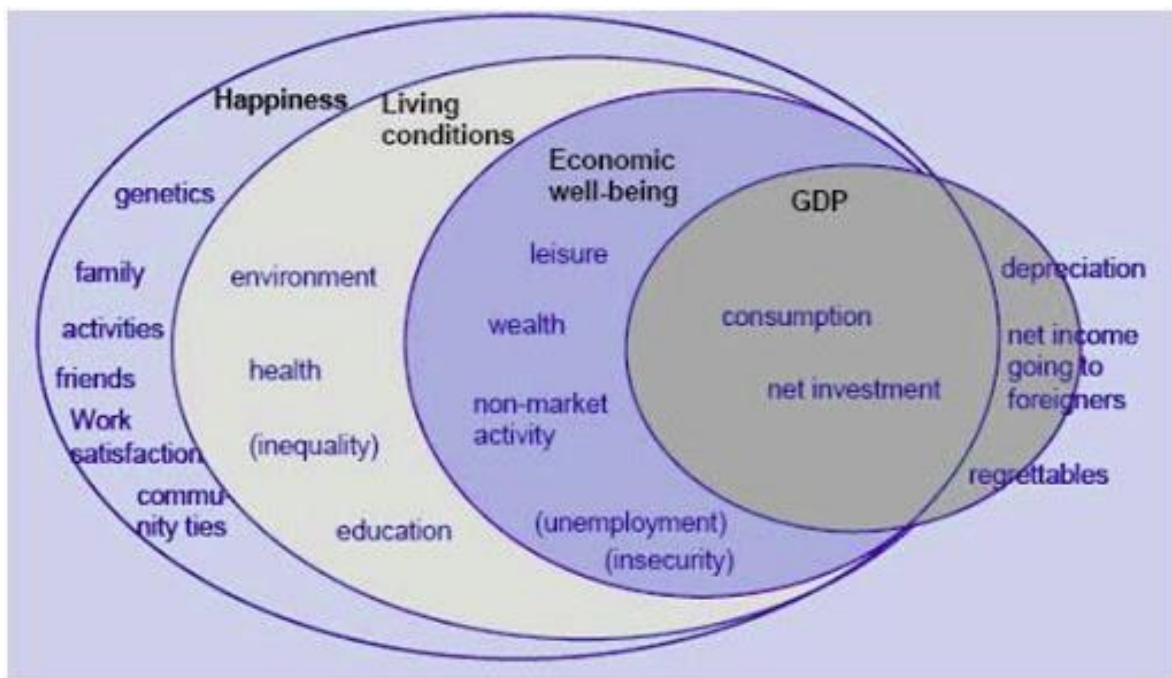 Happiness
Living
conditions
Economic
well-being
GDP
genetics
family
activities
friends
Work
satisfaction
commu-
nity ties
environment
health
(inequality)
education
leisure
wealth
non-market
activity
(unemployment)
(insecurity)
consumption
net investment
depreciation
net income
going to
foreigners
regrettables